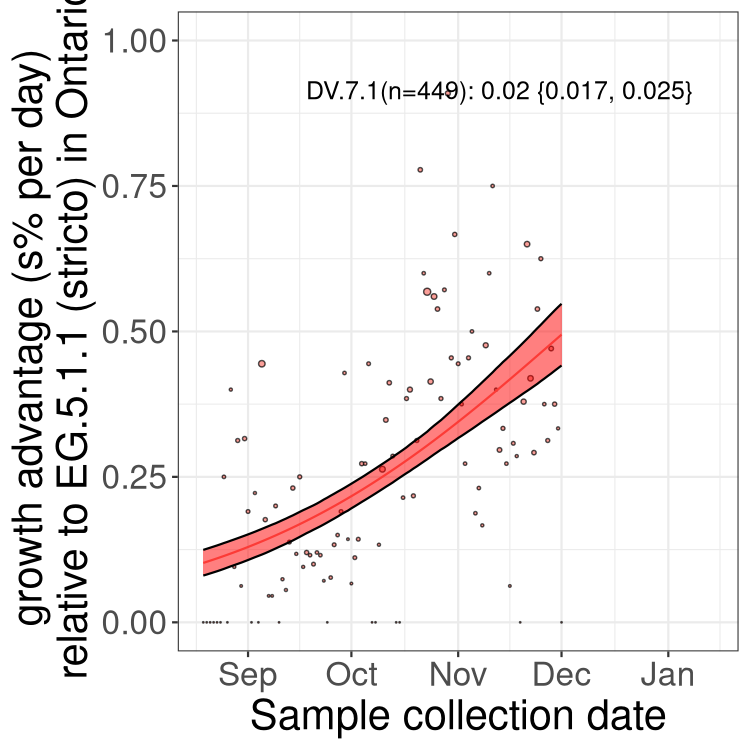 growth advantage (s% per day)
relative to EG.5.1.1 (stricto) in Ontario
1.00
0.75
0.50
0.25
0.00
DV.7.1(n=449): 0.02 {0.017, 0.025}
Sep Oct Nov Dec Jan
Sample collection date